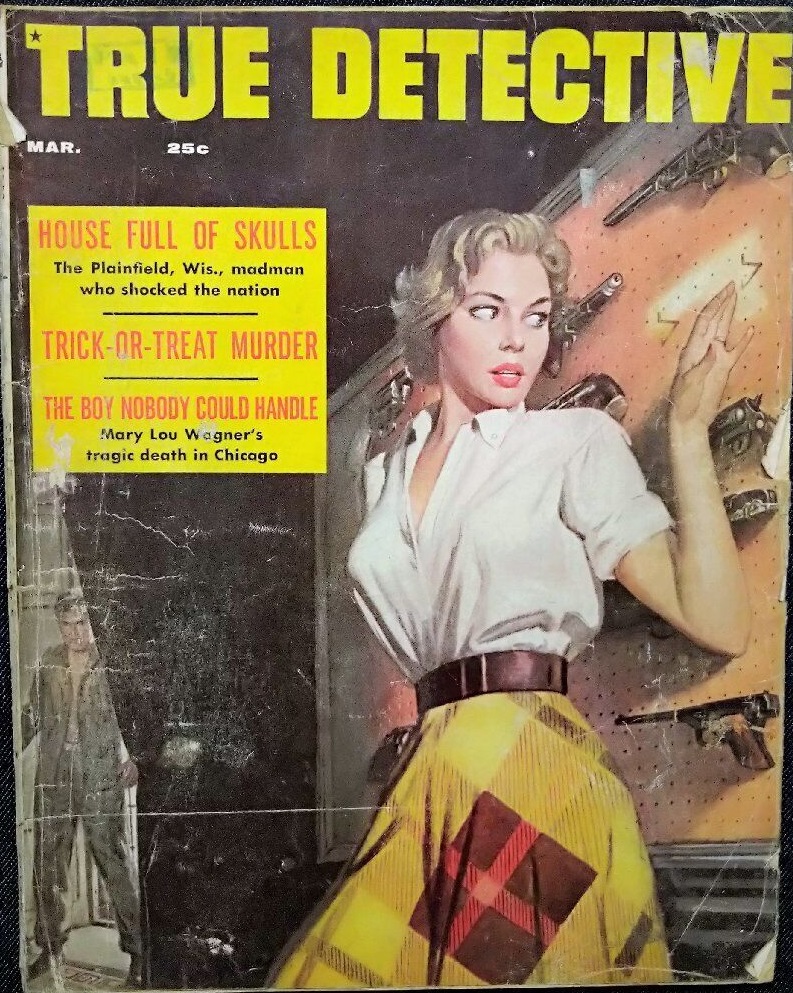 TRUE DETECTIVE
MAR. 25c
HOUSE FULL OF SKULLS
The Plainfield, Wis., madman
who shocked the nation
TRICK-OR-TREAT MURDER
THE BOY NOBODY COULD HANDLE
Mary Lou Wagner's
tragic death in Chicago